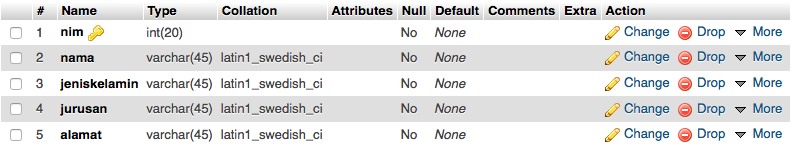 # Name Type Collation Attributes Null Default Comments Extra Action
1 nim int(20) No None Change Drop More
2 nama varchar(45) latin1_swedish_ci No None Change Drop More
3 jeniskelamin varchar(45) latin1_swedish_ci No None Change Drop More
4 jurusan varchar(45) latin1_swedish_ci No None Change Drop More
5 alamat varchar(45) latin1_swedish_ci No None Change Drop More